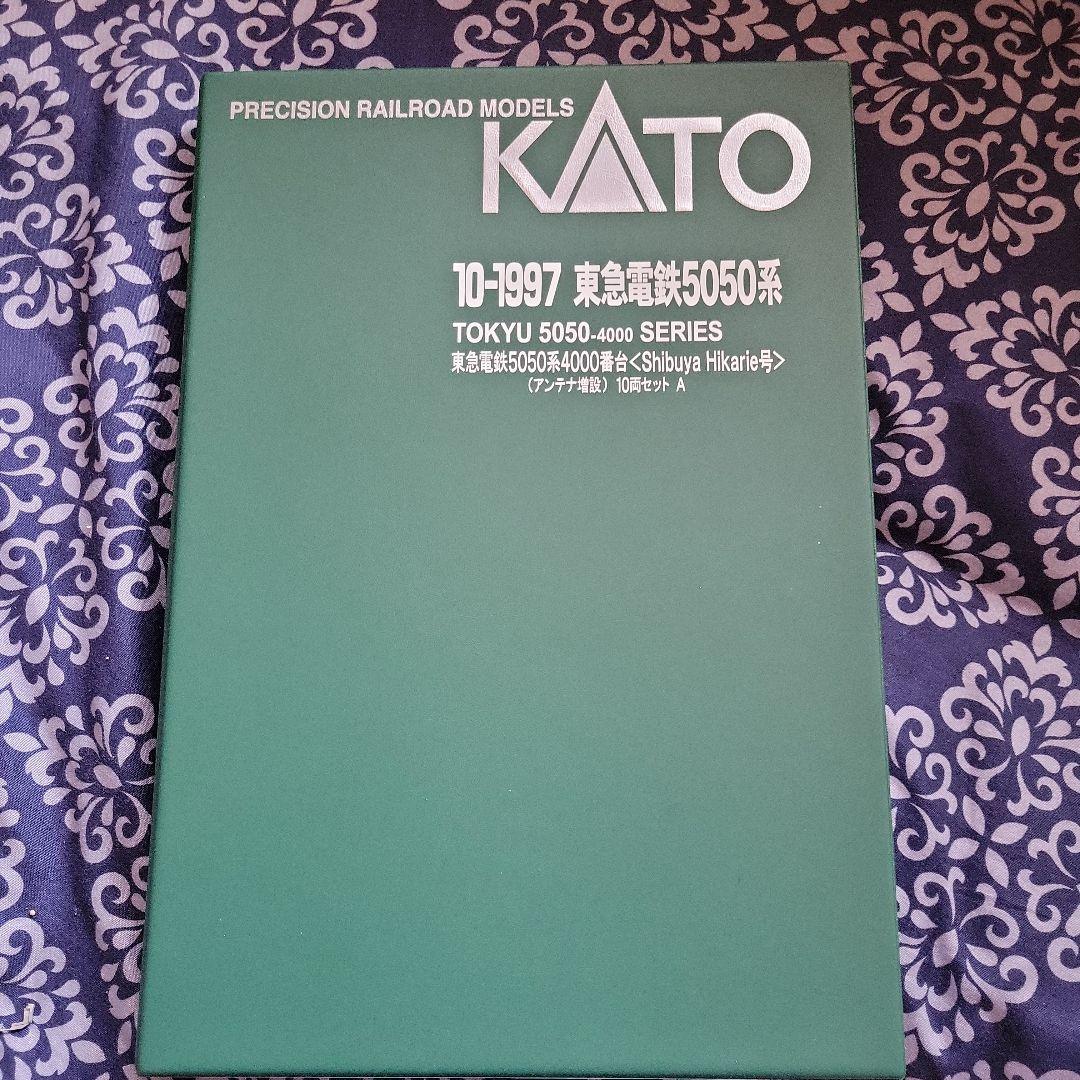 PRECISION RAILROAD MODELS
KATO
10-1997 東急電鉄5050系
TOKYU 5050-4000 SERIES
東急電鉄5050系4000番台<Shibuya Hikarie号>
(アンテナ増設) 10両セット A